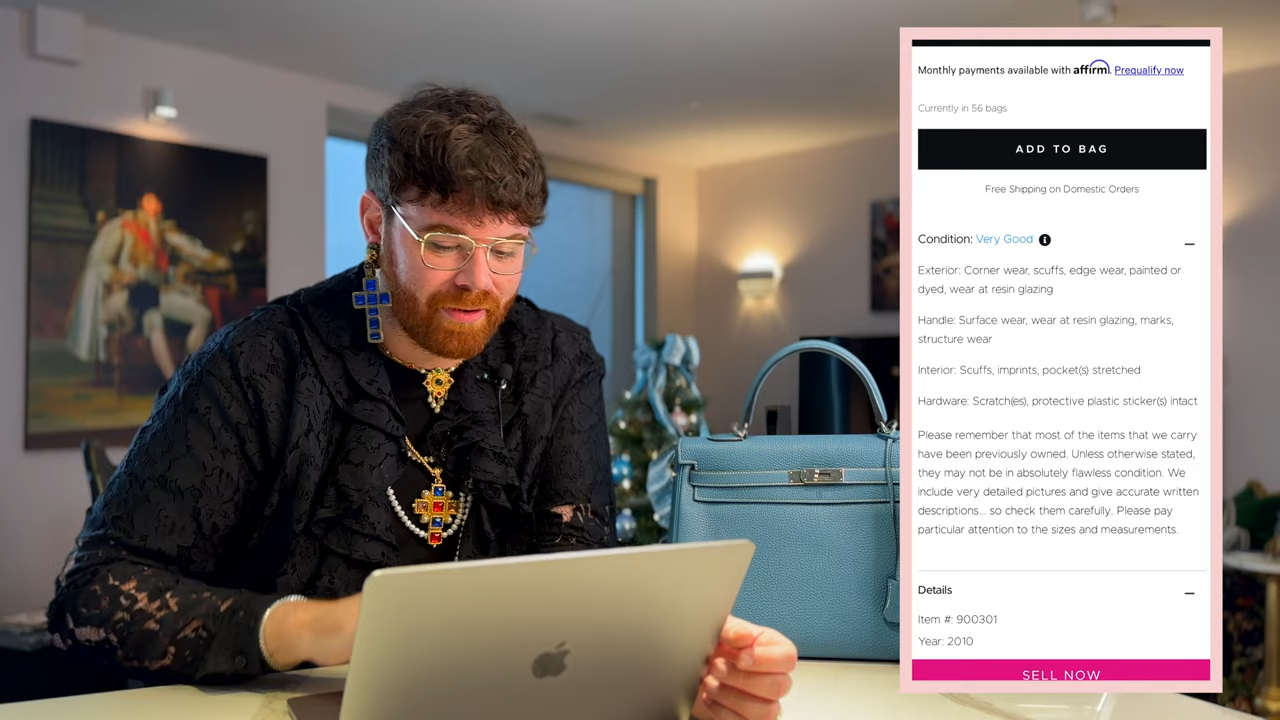 Monthly payments available with affirm. Prequalify now
Currently in 56 bags
ADD TO BAG
Free Shipping on Domestic Orders
Condition: Very Good
Exterior: Corner wear, scuffs, edge wear, painted or
dyed, wear at resin glazing
Handle: Surface wear, wear at resin glazing, marks,
structure wear
Interior: Scuffs, imprints, pocket(s) stretched
Hardware: Scratch(es), protective plastic sticker(s) intact
Please remember that most of the items that we carry
have been previously owned. Unless otherwise stated,
they may not be in absolutely flawless condition. We
include very detailed pictures and give accurate written
descriptions... so check them carefully. Please pay
particular attention to the sizes and measurements.
Details
Item #: 900301
Year: 2010
SELL NOW